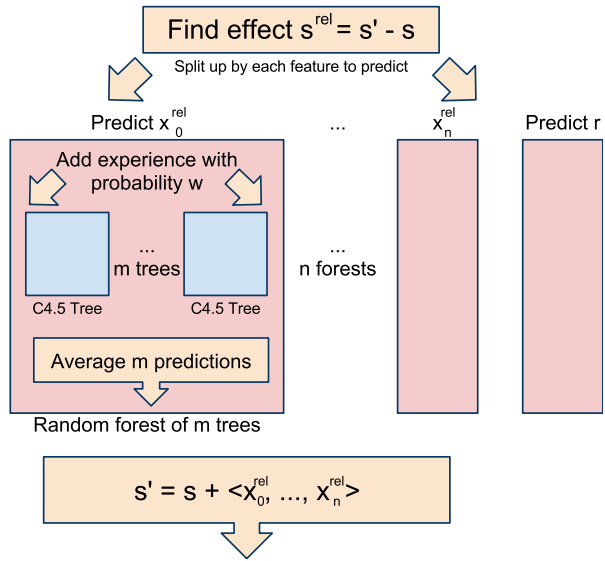 Find effect s^rel = s' - s
Split up by each feature to predict
Predict x_0^rel ... x_n^rel Predict r
Add experience with
probability w
...
m trees
...
n forests
C4.5 Tree C4.5 Tree
Average m predictions
Random forest of m trees
s' = s + <x_0^rel, ..., x_n^rel>